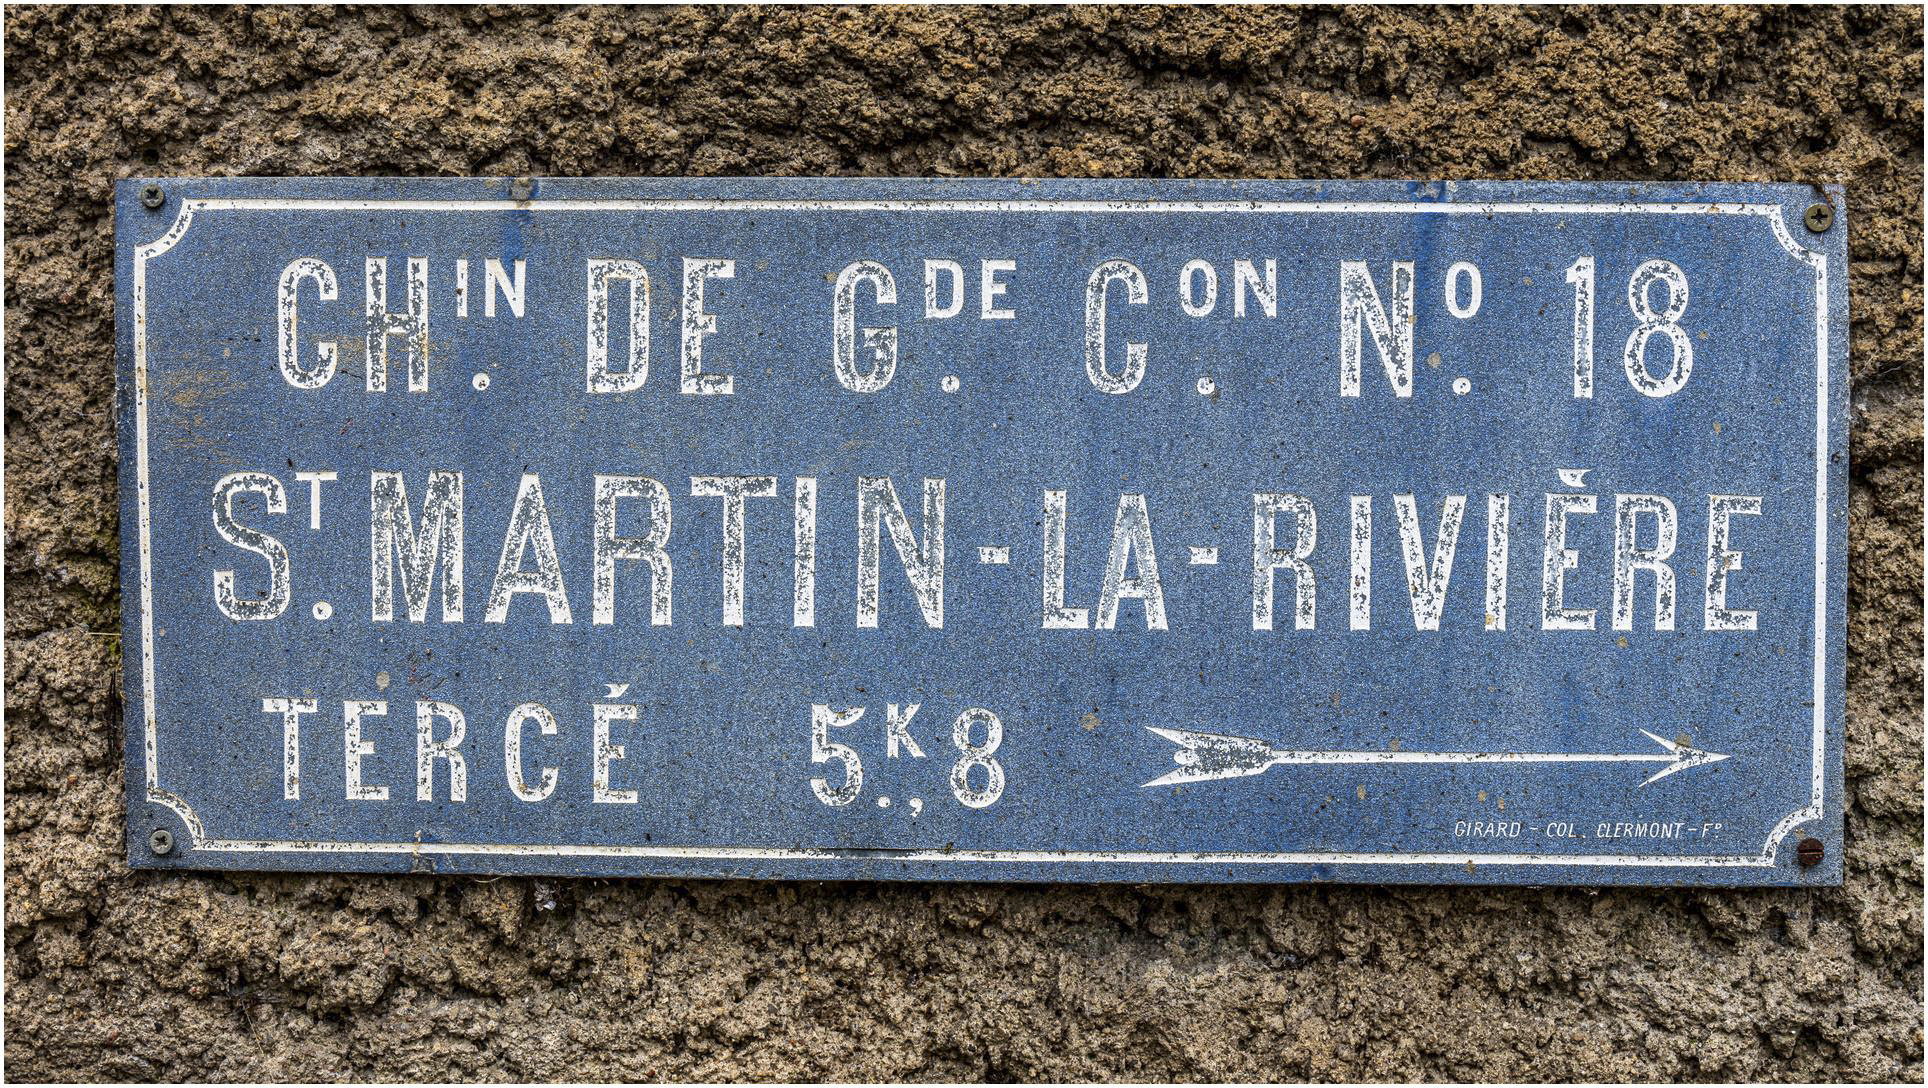 CHIN. DE GDE. CON. NO. 18
ST. MARTIN-LA-RIVIÈRE
TERCÉ 5K.,8
GIRARD - COL. CLERMONT-FD